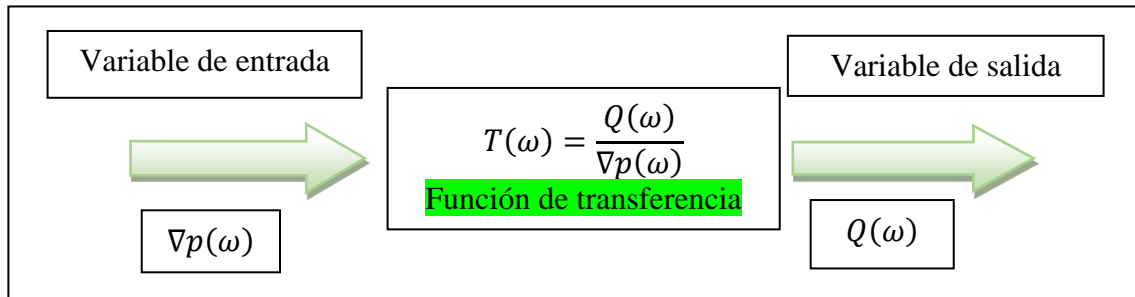 Variable de entrada
∇p(ω)
T(ω) = Q(ω) / ∇p(ω)
Función de transferencia
Variable de salida
Q(ω)